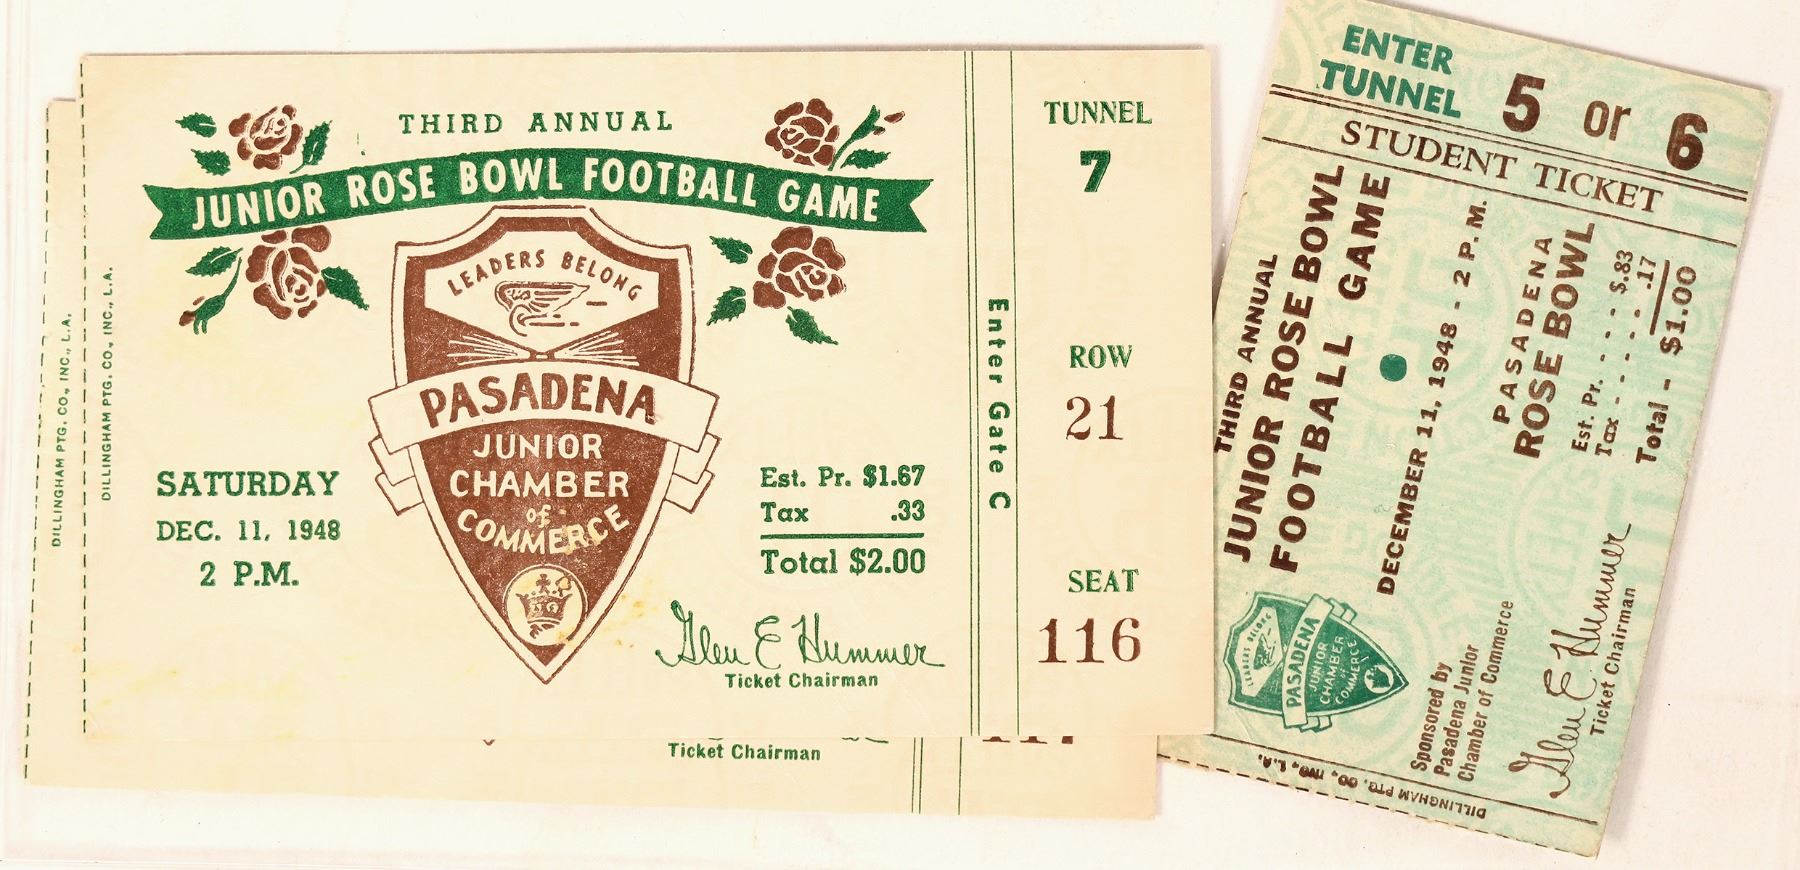 THIRD ANNUAL
JUNIOR ROSE BOWL FOOTBALL GAME
LEADERS BELONG
PASADENA
JUNIOR
CHAMBER
of
COMMERCE
SATURDAY
DEC. 11, 1948
2 P.M.
Est. Pr. $1.67
Tax .33
Total $2.00
Glen E Hummer
Ticket Chairman
Enter Gate C
TUNNEL
7
ROW
21
SEAT
116
DILLINGHAM PTG. CO., INC., L.A.
DILLINGHAM PTG. CO., INC., L.A.
Ticket Chairman
117
ENTER
TUNNEL 5 or 6
STUDENT TICKET
THIRD ANNUAL
JUNIOR ROSE BOWL
FOOTBALL GAME
DECEMBER 11, 1948 - 2 P.M.
PASADENA
ROSE BOWL
Est. Pr. . . . . $.83
Tax - - - - - - .17
Total - $1.00
LEADERS BELONG
PASADENA
JUNIOR
CHAMBER
of
COMMERCE
Sponsored by
Pasadena Junior
Chamber of Commerce
Glen E Hummer
Ticket Chairman
DILLINGHAM PTG. CO., INC., L.A.